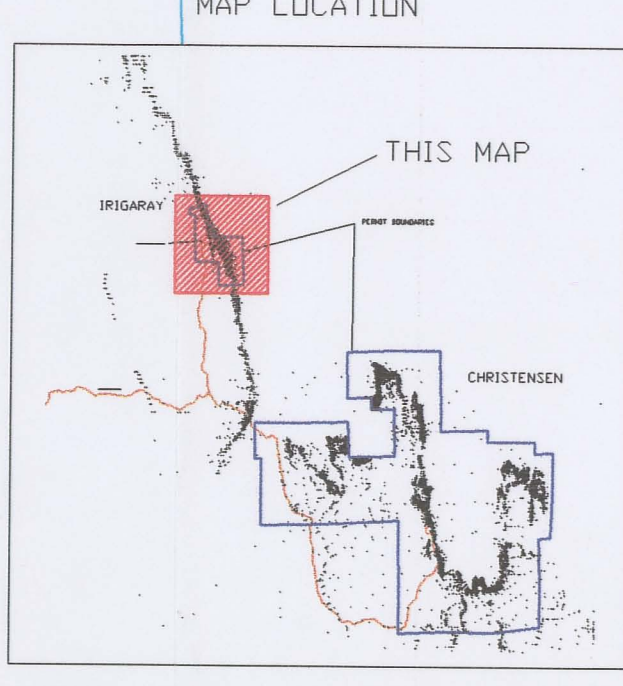 MAP LOCATION
THIS MAP
IRIGARAY
PERMIT BOUNDARIES
CHRISTENSEN